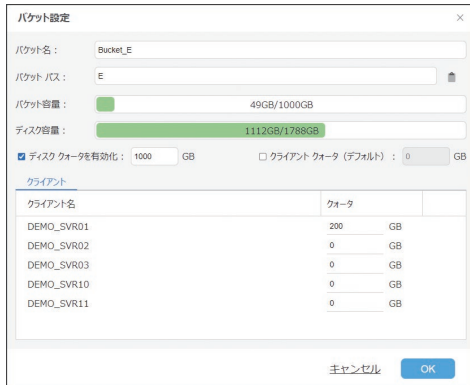 バケット設定
バケット名： Bucket_E
バケット パス： E
バケット容量： 49GB/1000GB
ディスク容量： 1112GB/1788GB
ディスク クォータを有効化： 1000 GB クライアント クォータ（デフォルト）： 0 GB
クライアント
クライアント名 クォータ
DEMO_SVR01 200 GB
DEMO_SVR02 0 GB
DEMO_SVR03 0 GB
DEMO_SVR10 0 GB
DEMO_SVR11 0 GB
キャンセル OK